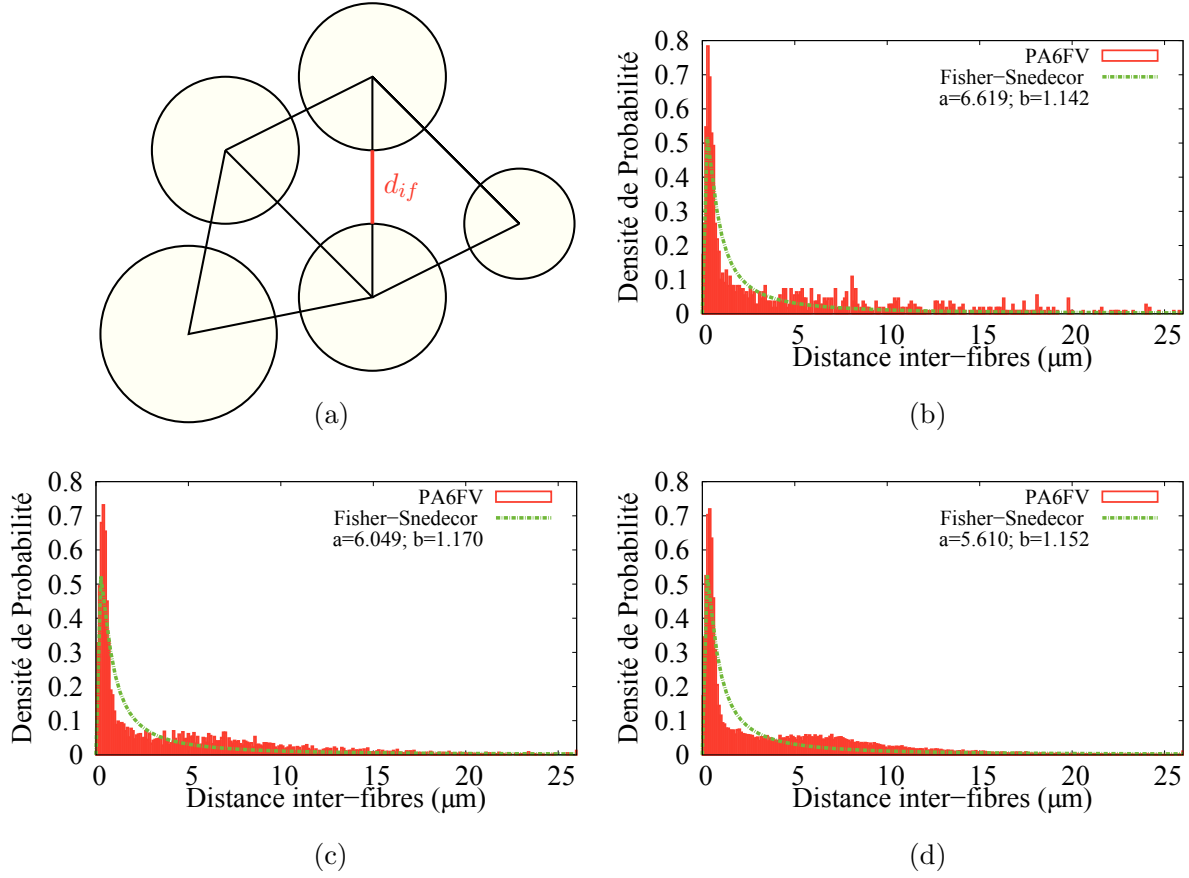 d_{if}
(a)
0.8
0.7
0.6
0.5
0.4
0.3
0.2
0.1
0
Densité de Probabilité
PA6FV
Fisher−Snedecor
a=6.619; b=1.142
0 5 10 15 20 25
Distance inter−fibres (μm)
(b)
0.8
0.7
0.6
0.5
0.4
0.3
0.2
0.1
0
Densité de Probabilité
PA6FV
Fisher−Snedecor
a=6.049; b=1.170
0 5 10 15 20 25
Distance inter−fibres (μm)
(c)
0.8
0.7
0.6
0.5
0.4
0.3
0.2
0.1
0
Densité de Probabilité
PA6FV
Fisher−Snedecor
a=5.610; b=1.152
0 5 10 15 20 25
Distance inter−fibres (μm)
(d)